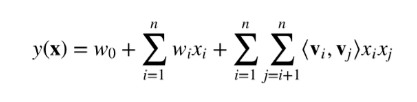 y(𝐱) = w₀ + ∑ᵢ₌₁ⁿ wᵢxᵢ + ∑ᵢ₌₁ⁿ ∑ⱼ₌ᵢ₊₁ⁿ ⟨𝐯ᵢ, 𝐯ⱼ⟩xᵢxⱼ